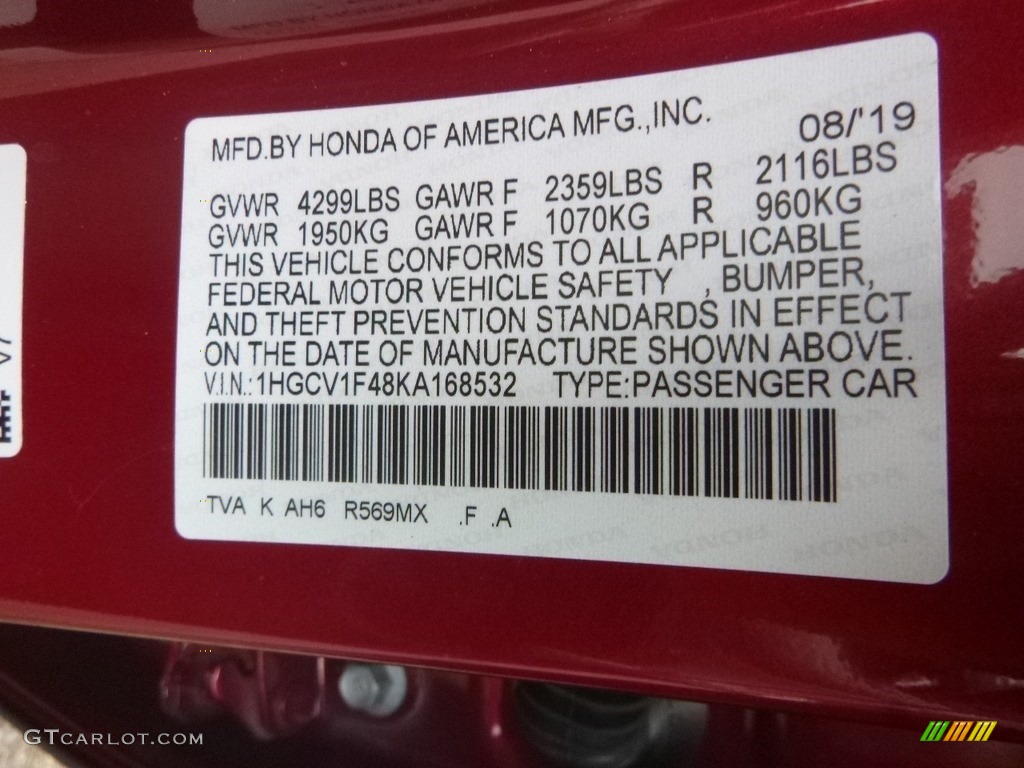 MFD.BY HONDA OF AMERICA MFG.,INC. 08/'19
GVWR 4299LBS GAWR F 2359LBS R 2116LBS
GVWR 1950KG GAWR F 1070KG R 960KG
THIS VEHICLE CONFORMS TO ALL APPLICABLE
FEDERAL MOTOR VEHICLE SAFETY , BUMPER,
AND THEFT PREVENTION STANDARDS IN EFFECT
ON THE DATE OF MANUFACTURE SHOWN ABOVE.
V.I.N.:1HGCV1F48KA168532 TYPE:PASSENGER CAR
TVA K AH6 R569MX .F .A
GTCARLOT.COM